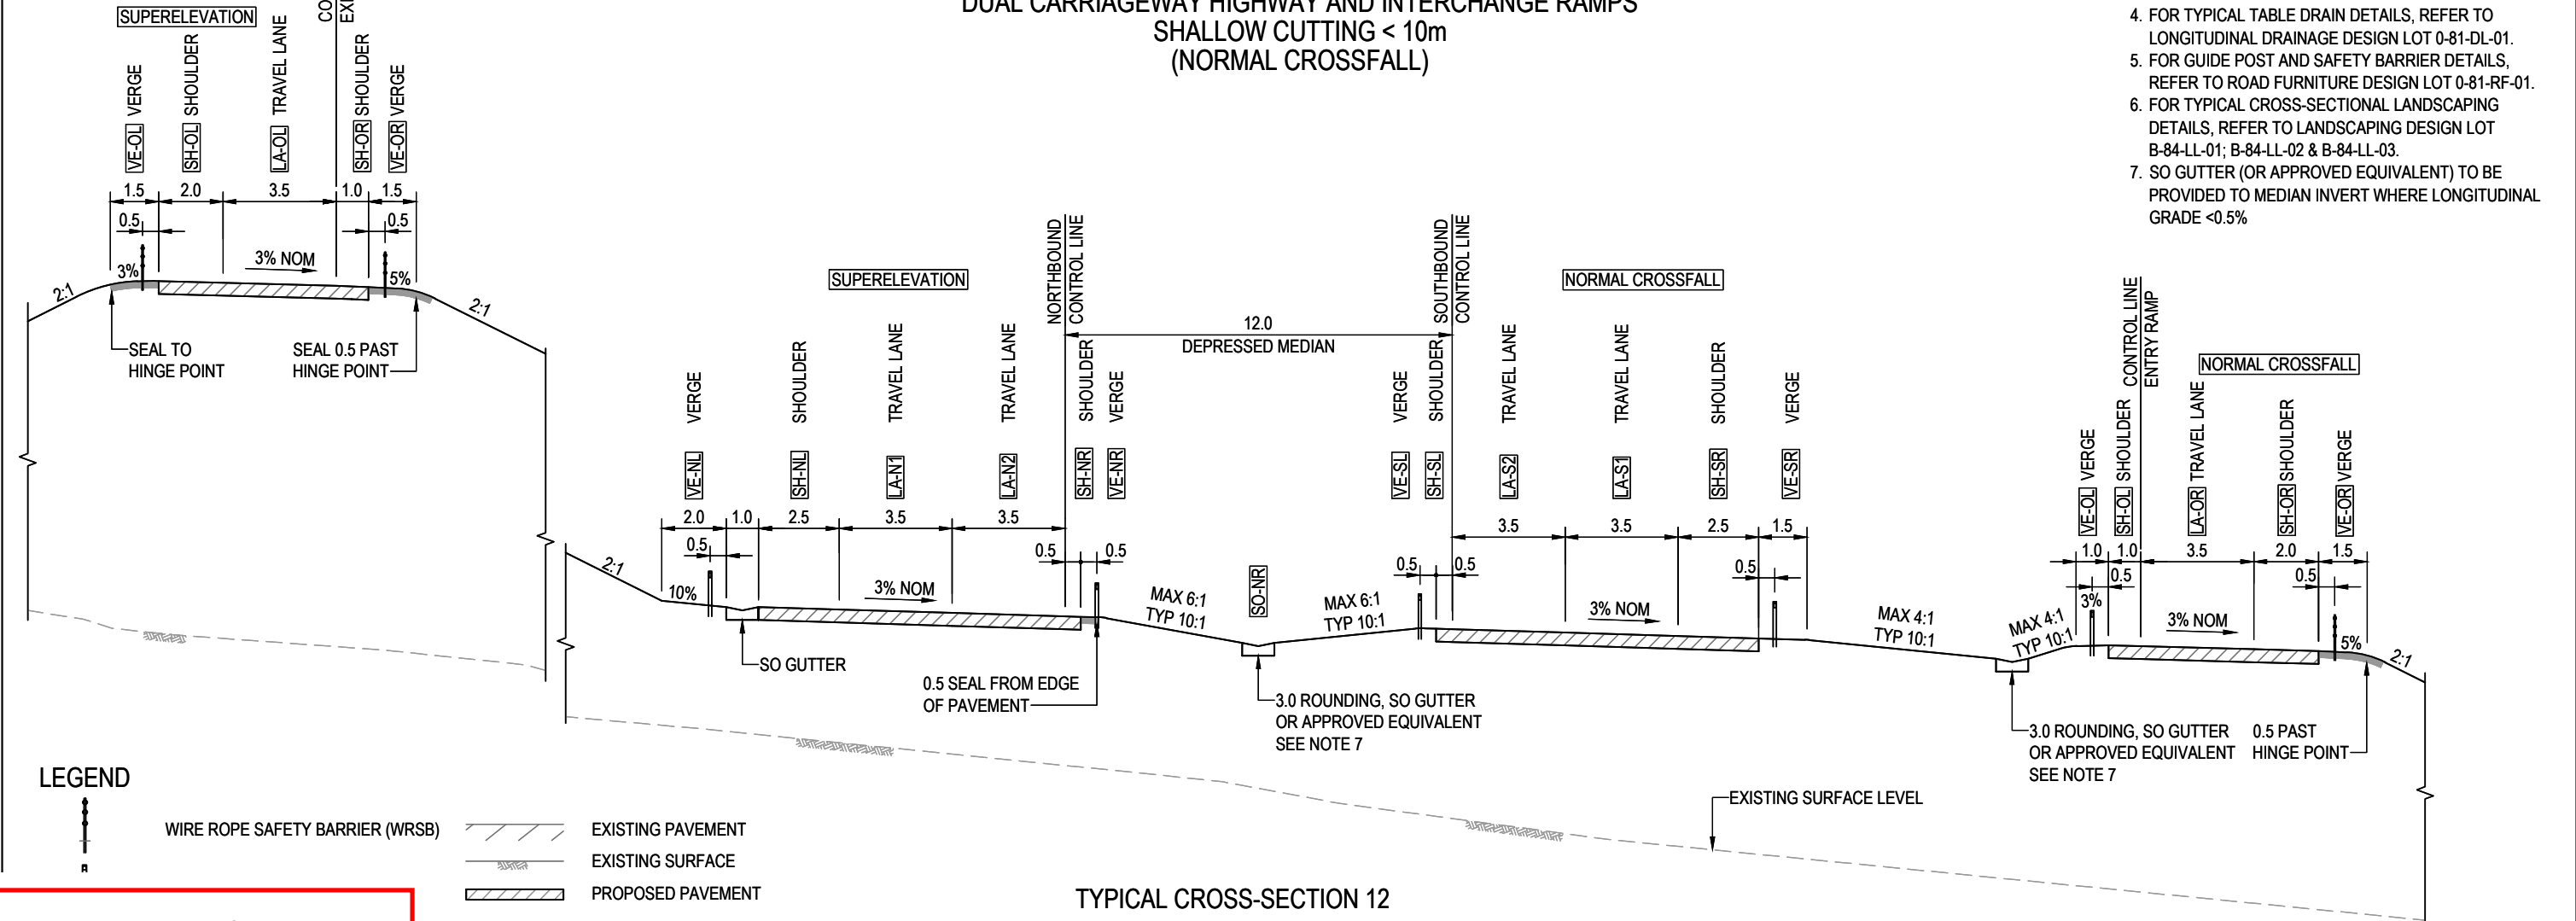 DUAL CARRIAGEWAY HIGHWAY AND INTERCHANGE RAMPS
SHALLOW CUTTING < 10m
(NORMAL CROSSFALL)
4. FOR TYPICAL TABLE DRAIN DETAILS, REFER TO
LONGITUDINAL DRAINAGE DESIGN LOT 0-81-DL-01.
5. FOR GUIDE POST AND SAFETY BARRIER DETAILS,
REFER TO ROAD FURNITURE DESIGN LOT 0-81-RF-01.
6. FOR TYPICAL CROSS-SECTIONAL LANDSCAPING
DETAILS, REFER TO LANDSCAPING DESIGN LOT
B-84-LL-01; B-84-LL-02 & B-84-LL-03.
7. SO GUTTER (OR APPROVED EQUIVALENT) TO BE
PROVIDED TO MEDIAN INVERT WHERE LONGITUDINAL
GRADE <0.5%
SUPERELEVATION
VE-OL VERGE
SH-OL SHOULDER
LA-OL TRAVEL LANE
CO
EX
SH-OR SHOULDER
VE-OR VERGE
1.5 2.0 3.5 1.0 1.5
0.5 0.5
2:1 3% 3% NOM 5% 2:1
SEAL TO
HINGE POINT
SEAL 0.5 PAST
HINGE POINT
SUPERELEVATION
NORTHBOUND
CONTROL LINE
12.0
DEPRESSED MEDIAN
SOUTHBOUND
CONTROL LINE
NORMAL CROSSFALL
VE-NL VERGE
SH-NL SHOULDER
LA-N1 TRAVEL LANE
LA-N2 TRAVEL LANE
SH-NR SHOULDER
VE-NR VERGE
VE-SL VERGE
SH-SL SHOULDER
LA-S2 TRAVEL LANE
LA-S1 TRAVEL LANE
SH-SR SHOULDER
VE-SR VERGE
2.0 1.0 2.5 3.5 3.5
0.5 0.5 0.5
3.5 3.5 2.5 1.5
0.5 0.5 0.5
2:1 10% 3% NOM
MAX 6:1
TYP 10:1
SO-NR
MAX 6:1
TYP 10:1
3% NOM
MAX 4:1
TYP 10:1
SO GUTTER
0.5 SEAL FROM EDGE
OF PAVEMENT
3.0 ROUNDING, SO GUTTER
OR APPROVED EQUIVALENT
SEE NOTE 7
CONTROL LINE
ENTRY RAMP
NORMAL CROSSFALL
VE-OL VERGE
SH-OL SHOULDER
LA-OR TRAVEL LANE
SH-OR SHOULDER
VE-OR VERGE
1.0 1.0 3.5 2.0 1.5
0.5 0.5
MAX 4:1
TYP 10:1
3% 3% NOM 5% 2:1
3.0 ROUNDING, SO GUTTER
OR APPROVED EQUIVALENT
SEE NOTE 7
0.5 PAST
HINGE POINT
EXISTING SURFACE LEVEL
LEGEND
WIRE ROPE SAFETY BARRIER (WRSB)
EXISTING PAVEMENT
EXISTING SURFACE
PROPOSED PAVEMENT
TYPICAL CROSS-SECTION 12